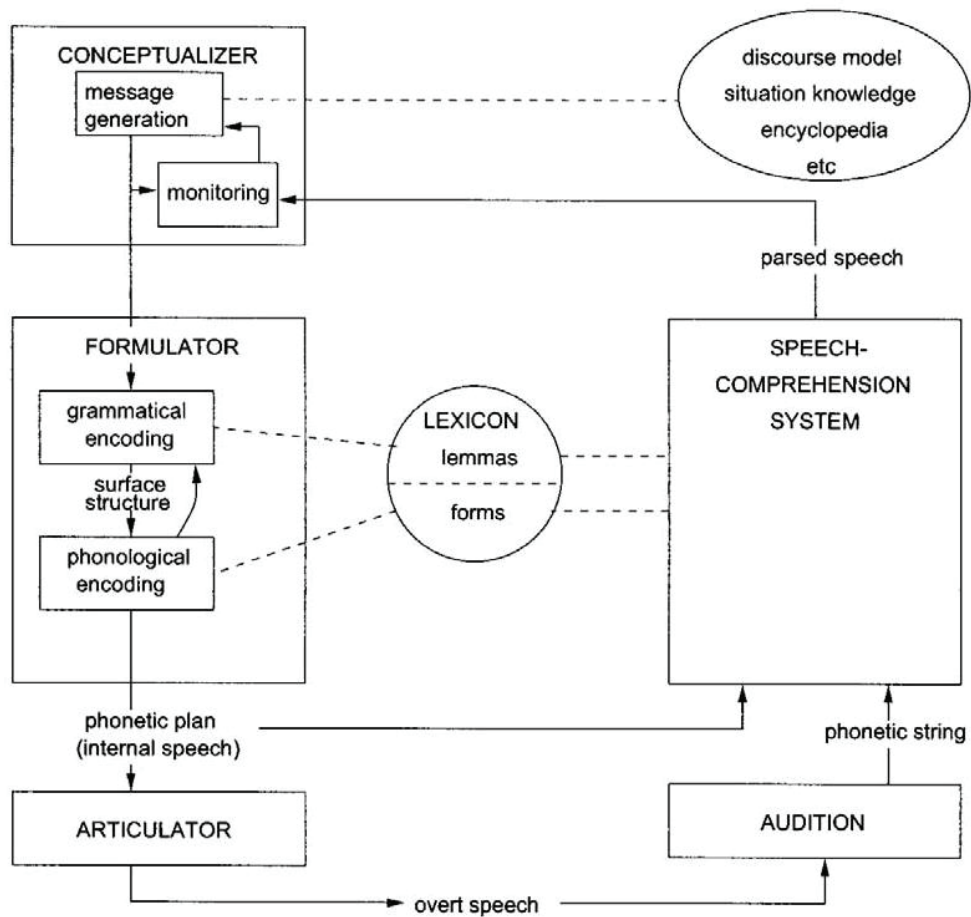 CONCEPTUALIZER
message
generation
monitoring
discourse model
situation knowledge
encyclopedia
etc
parsed speech
FORMULATOR
grammatical
encoding
surface
structure
phonological
encoding
LEXICON
lemmas
forms
SPEECH-
COMPREHENSION
SYSTEM
phonetic plan
(internal speech)
phonetic string
ARTICULATOR
AUDITION
overt speech